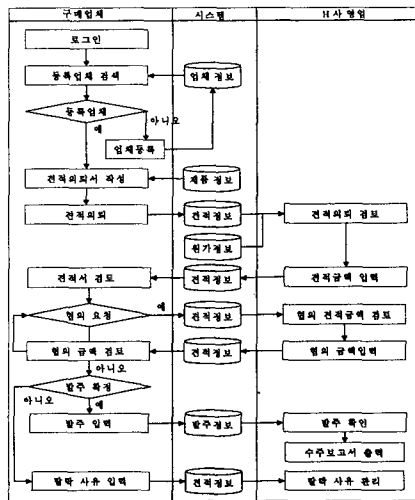 구매업체 시스템 H사 영업
로그인
등록업체 검색 업체 정보
등록업체
아니오
예
업체등록
견적의뢰서 작성 제품 정보
견적의뢰 견적정보 견적의뢰 검토
원가정보
견적서 검토 견적정보 견적금액 입력
협의 요청 예 견적정보 협의 견적금액 검토
협의 금액 검토 견적정보 협의 금액입력
아니오
발주 확정
아니오 예
발주 입력 발주정보 발주 확인
수주보고서 출력
탈락 사유 입력 견적정보 탈락 사유 관리